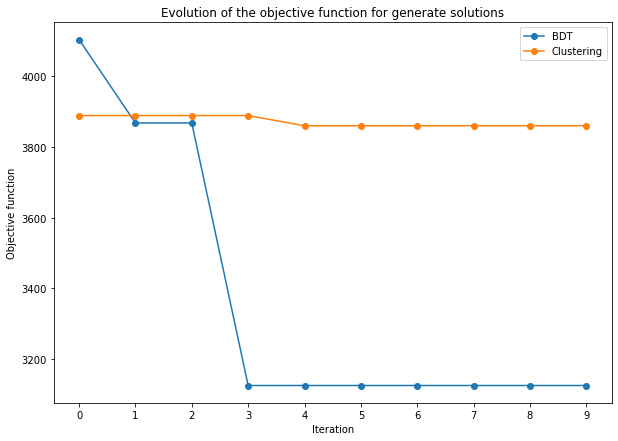 Evolution of the objective function for generate solutions
BDT
Clustering
Objective function
4000
3800
3600
3400
3200
0 1 2 3 4 5 6 7 8 9
Iteration